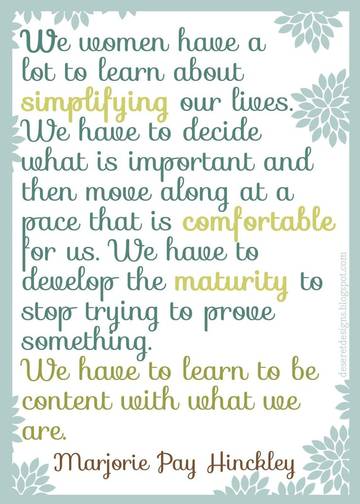 We women have a
lot to learn about
simplifying our lives.
We have to decide
what is important and
then move along at a
pace that is comfortable
for us. We have to
develop the maturity to
stop trying to prove
something.
We have to learn to be
content with what we
are.
Marjorie Pay Hinckley
deseretdesigns.blogspot.com